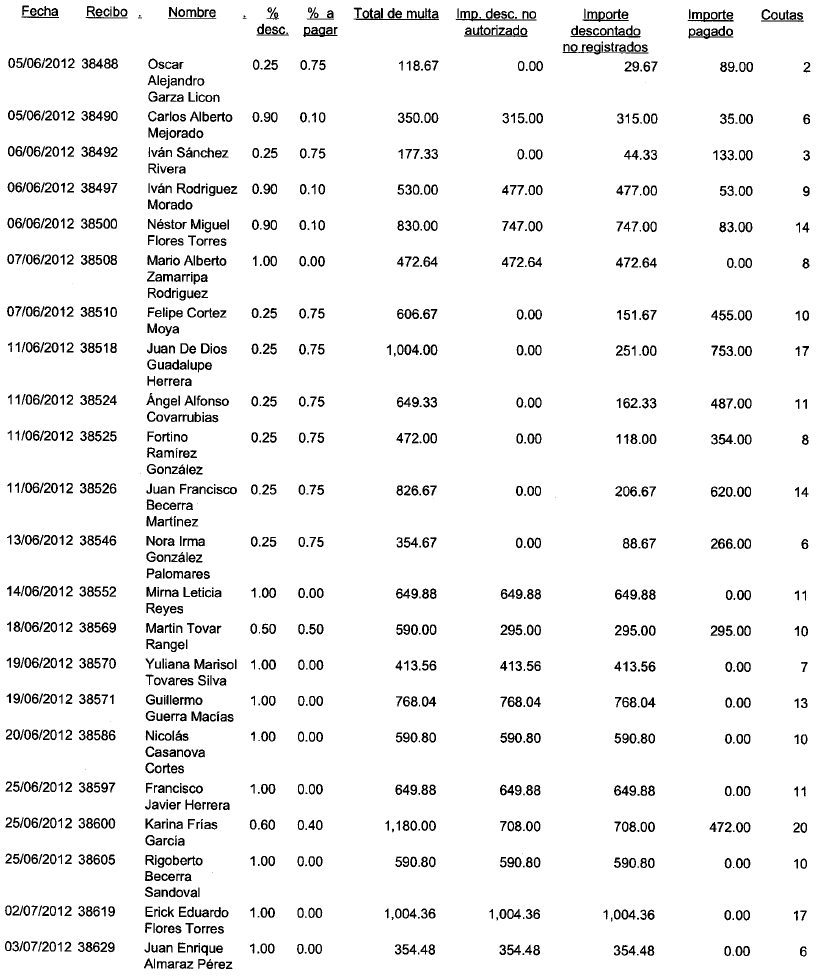 Fecha Recibo . Nombre . % % a Total de multa Imp. desc. no Importe Importe Coutas
desc. pagar autorizado descontado pagado
no registrados
05/06/2012 38488 Oscar 0.25 0.75 118.67 0.00 29.67 89.00 2
Alejandro
Garza Licon
05/06/2012 38490 Carlos Alberto 0.90 0.10 350.00 315.00 315.00 35.00 6
Mejorado
06/06/2012 38492 Iván Sánchez 0.25 0.75 177.33 0.00 44.33 133.00 3
Rivera
06/06/2012 38497 Iván Rodriguez 0.90 0.10 530.00 477.00 477.00 53.00 9
Morado
06/06/2012 38500 Néstor Miguel 0.90 0.10 830.00 747.00 747.00 83.00 14
Flores Torres
07/06/2012 38508 Mario Alberto 1.00 0.00 472.64 472.64 472.64 0.00 8
Zamarripa
Rodriguez
07/06/2012 38510 Felipe Cortez 0.25 0.75 606.67 0.00 151.67 455.00 10
Moya
11/06/2012 38518 Juan De Dios 0.25 0.75 1,004.00 0.00 251.00 753.00 17
Guadalupe
Herrera
11/06/2012 38524 Ángel Alfonso 0.25 0.75 649.33 0.00 162.33 487.00 11
Covarrubias
11/06/2012 38525 Fortino 0.25 0.75 472.00 0.00 118.00 354.00 8
Ramírez
González
11/06/2012 38526 Juan Francisco 0.25 0.75 826.67 0.00 206.67 620.00 14
Becerra
Martínez
13/06/2012 38546 Nora Irma 0.25 0.75 354.67 0.00 88.67 266.00 6
González
Palomares
14/06/2012 38552 Mirna Leticia 1.00 0.00 649.88 649.88 649.88 0.00 11
Reyes
18/06/2012 38569 Martin Tovar 0.50 0.50 590.00 295.00 295.00 295.00 10
Rangel
19/06/2012 38570 Yuliana Marisol 1.00 0.00 413.56 413.56 413.56 0.00 7
Tovares Silva
19/06/2012 38571 Guillermo 1.00 0.00 768.04 768.04 768.04 0.00 13
Guerra Macías
20/06/2012 38586 Nicolás 1.00 0.00 590.80 590.80 590.80 0.00 10
Casanova
Cortes
25/06/2012 38597 Francisco 1.00 0.00 649.88 649.88 649.88 0.00 11
Javier Herrera
25/06/2012 38600 Karina Frías 0.60 0.40 1,180.00 708.00 708.00 472.00 20
García
25/06/2012 38605 Rigoberto 1.00 0.00 590.80 590.80 590.80 0.00 10
Becerra
Sandoval
02/07/2012 38619 Erick Eduardo 1.00 0.00 1,004.36 1,004.36 1,004.36 0.00 17
Flores Torres
03/07/2012 38629 Juan Enrique 1.00 0.00 354.48 354.48 354.48 0.00 6
Almaraz Pérez